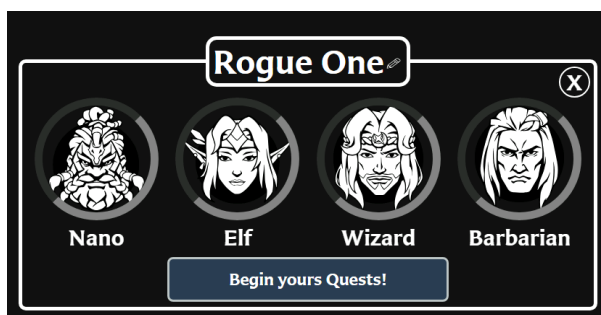 Rogue One
X
Nano
Elf
Wizard
Barbarian
Begin yours Quests!